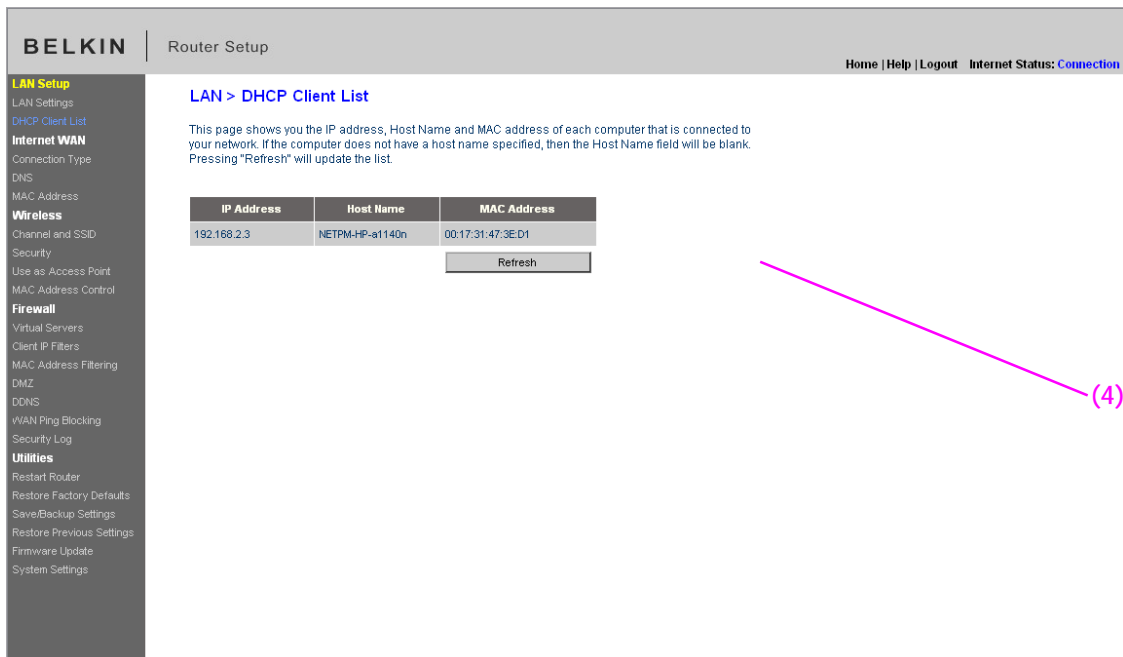 BELKIN
Router Setup
Home | Help | Logout Internet Status: Connection
LAN Setup
LAN Settings
DHCP Client List
Internet WAN
Connection Type
DNS
MAC Address
Wireless
Channel and SSID
Security
Use as Access Point
MAC Address Control
Firewall
Virtual Servers
Client IP Filters
MAC Address Filtering
DMZ
DDNS
WAN Ping Blocking
Security Log
Utilities
Restart Router
Restore Factory Defaults
Save/Backup Settings
Restore Previous Settings
Firmware Update
System Settings
LAN > DHCP Client List
This page shows you the IP address, Host Name and MAC address of each computer that is connected to
your network. If the computer does not have a host name specified, then the Host Name field will be blank.
Pressing "Refresh" will update the list.
IP Address Host Name MAC Address
192.168.2.3 NETPM-HP-a1140n 00:17:31:47:3E:D1
Refresh
(4)